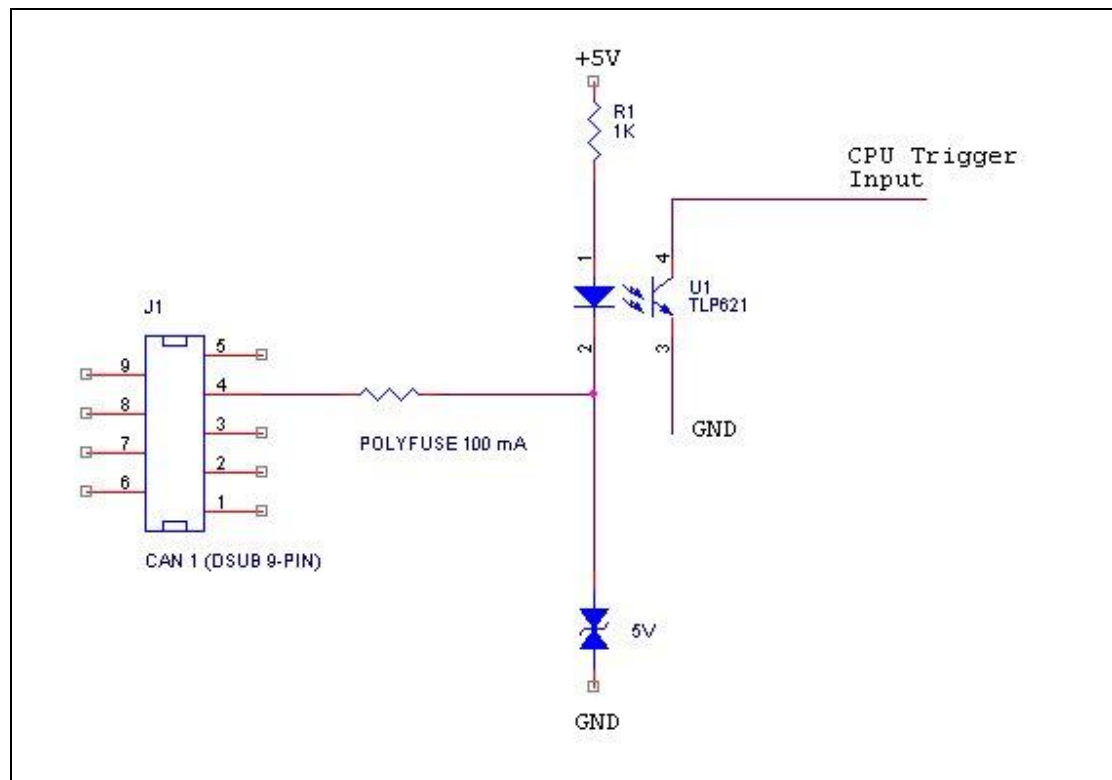 +5V
R1
1K
CPU Trigger
Input
1
4
U1
TLP621
2
3
GND
J1
5
9
4
8
3
7
2
6
1
POLYFUSE 100 mA
CAN 1 (DSUB 9-PIN)
5V
GND